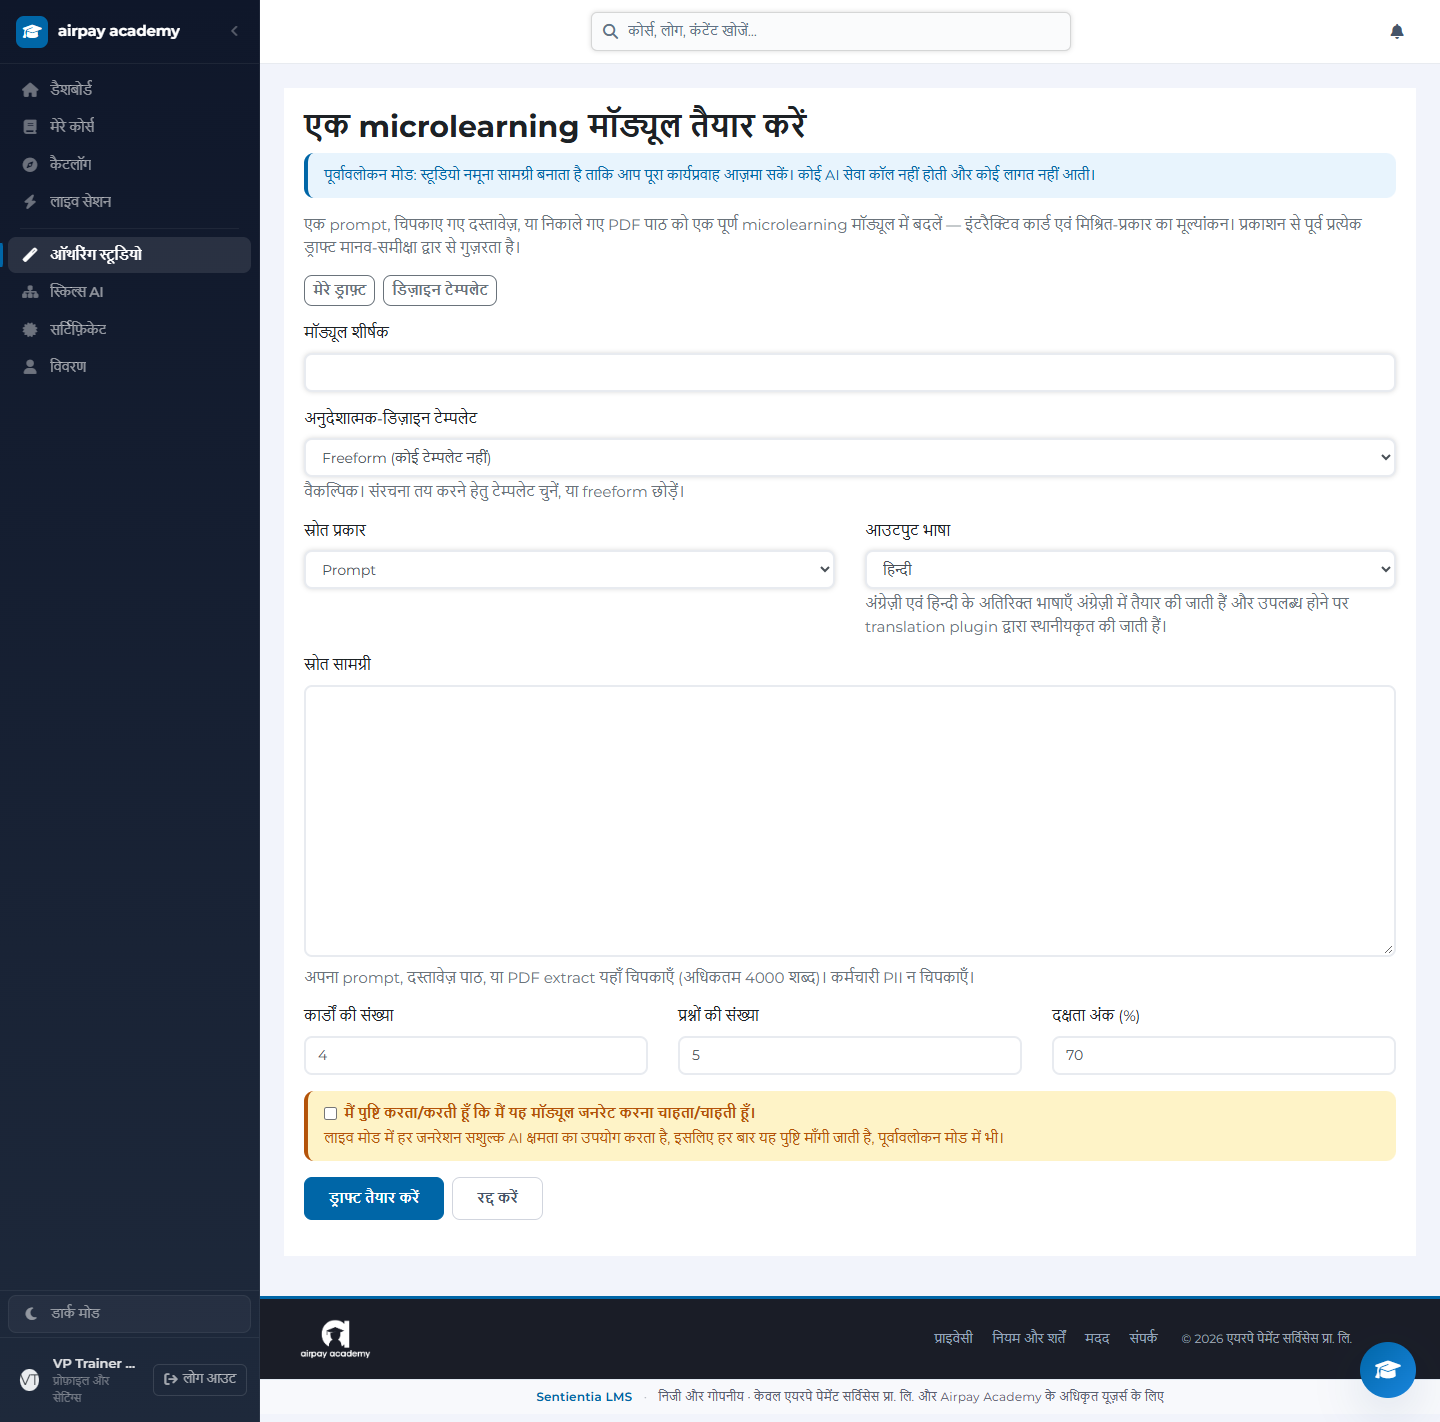 airpay academy
कोर्स, लोग, कंटेंट खोजें...
डैशबोर्ड
मेरे कोर्स
कैटलॉग
लाइव सेशन
ऑथरिंग स्टूडियो
स्किल्स AI
सर्टिफ़िकेट
विवरण
एक microlearning मॉड्यूल तैयार करें
पूर्वावलोकन मोड: स्टूडियो नमूना सामग्री बनाता है ताकि आप पूरा कार्यप्रवाह आज़मा सकें। कोई AI सेवा कॉल नहीं होती और कोई लागत नहीं आती।
एक prompt, चिपकाए गए दस्तावेज़, या निकाले गए PDF पाठ को एक पूर्ण microlearning मॉड्यूल में बदलें — इंटरैक्टिव कार्ड एवं मिश्रित-प्रकार का मूल्यांकन। प्रकाशन से पूर्व प्रत्येक
ड्राफ्ट मानव-समीक्षा द्वार से गुज़रता है।
मेरे ड्राफ़्ट
डिज़ाइन टेम्पलेट
मॉड्यूल शीर्षक
अनुदेशात्मक-डिज़ाइन टेम्पलेट
Freeform (कोई टेम्पलेट नहीं)
वैकल्पिक। संरचना तय करने हेतु टेम्पलेट चुनें, या freeform छोड़ें।
स्रोत प्रकार
आउटपुट भाषा
Prompt
हिन्दी
अंग्रेज़ी एवं हिन्दी के अतिरिक्त भाषाएँ अंग्रेज़ी में तैयार की जाती हैं और उपलब्ध होने पर
translation plugin द्वारा स्थानीयकृत की जाती हैं।
स्रोत सामग्री
अपना prompt, दस्तावेज़ पाठ, या PDF extract यहाँ चिपकाएँ (अधिकतम 4000 शब्द)। कर्मचारी PII न चिपकाएँ।
कार्डों की संख्या
प्रश्नों की संख्या
दक्षता अंक (%)
4
5
70
मैं पुष्टि करता/करती हूँ कि मैं यह मॉड्यूल जनरेट करना चाहता/चाहती हूँ।
लाइव मोड में हर जनरेशन सशुल्क AI क्षमता का उपयोग करता है, इसलिए हर बार यह पुष्टि माँगी जाती है, पूर्वावलोकन मोड में भी।
ड्राफ्ट तैयार करें
रद्द करें
डार्क मोड
VT
VP Trainer ...
प्रोफ़ाइल और
सेटिंग्स
लोग आउट
airpay academy
प्राइवेसी
नियम और शर्तें
मदद
संपर्क
© 2026 एयरपे पेमेंट सर्विसेस प्रा. लि.
Sentientia LMS · निजी और गोपनीय · केवल एयरपे पेमेंट सर्विसेस प्रा. लि. और Airpay Academy के अधिकृत यूज़र्स के लिए